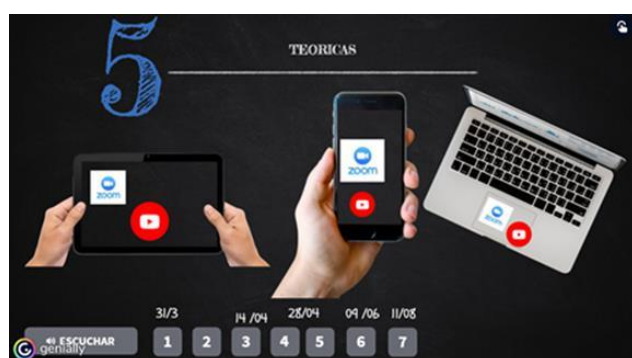 5
TEORICAS
zoom
zoom
zoom
31/3
14 /04
28/04
09 /06
11/08
ESCUCHAR
1
2
3
4
5
6
7
genially